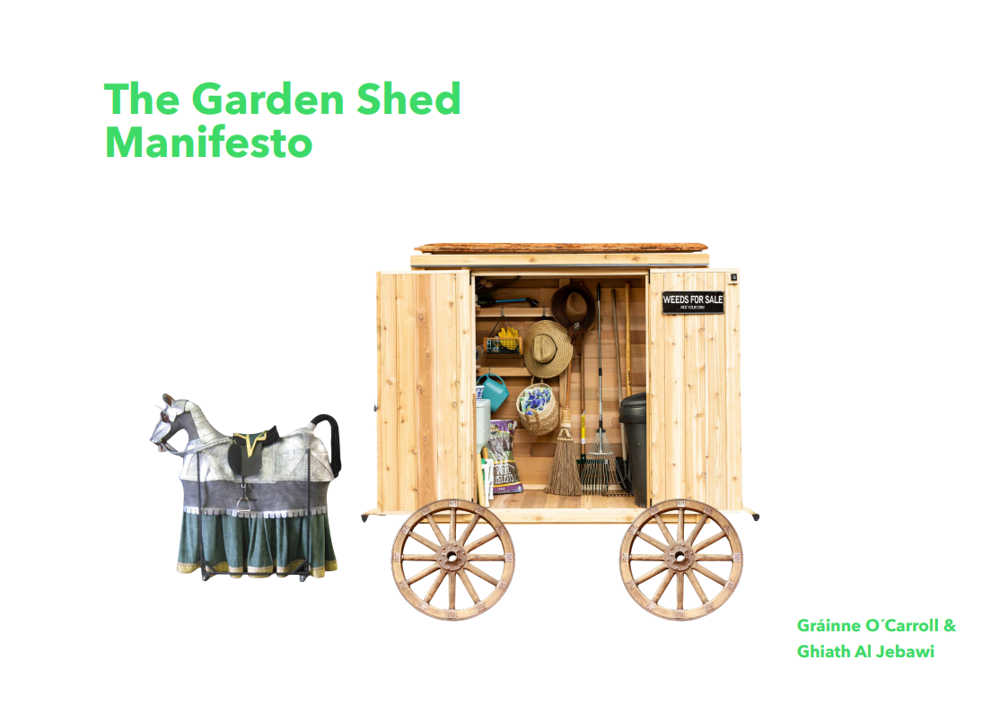 The Garden Shed
Manifesto
WEEDS FOR SALE
PICK YOUR OWN
Gráinne O´Carroll &
Ghiath Al Jebawi